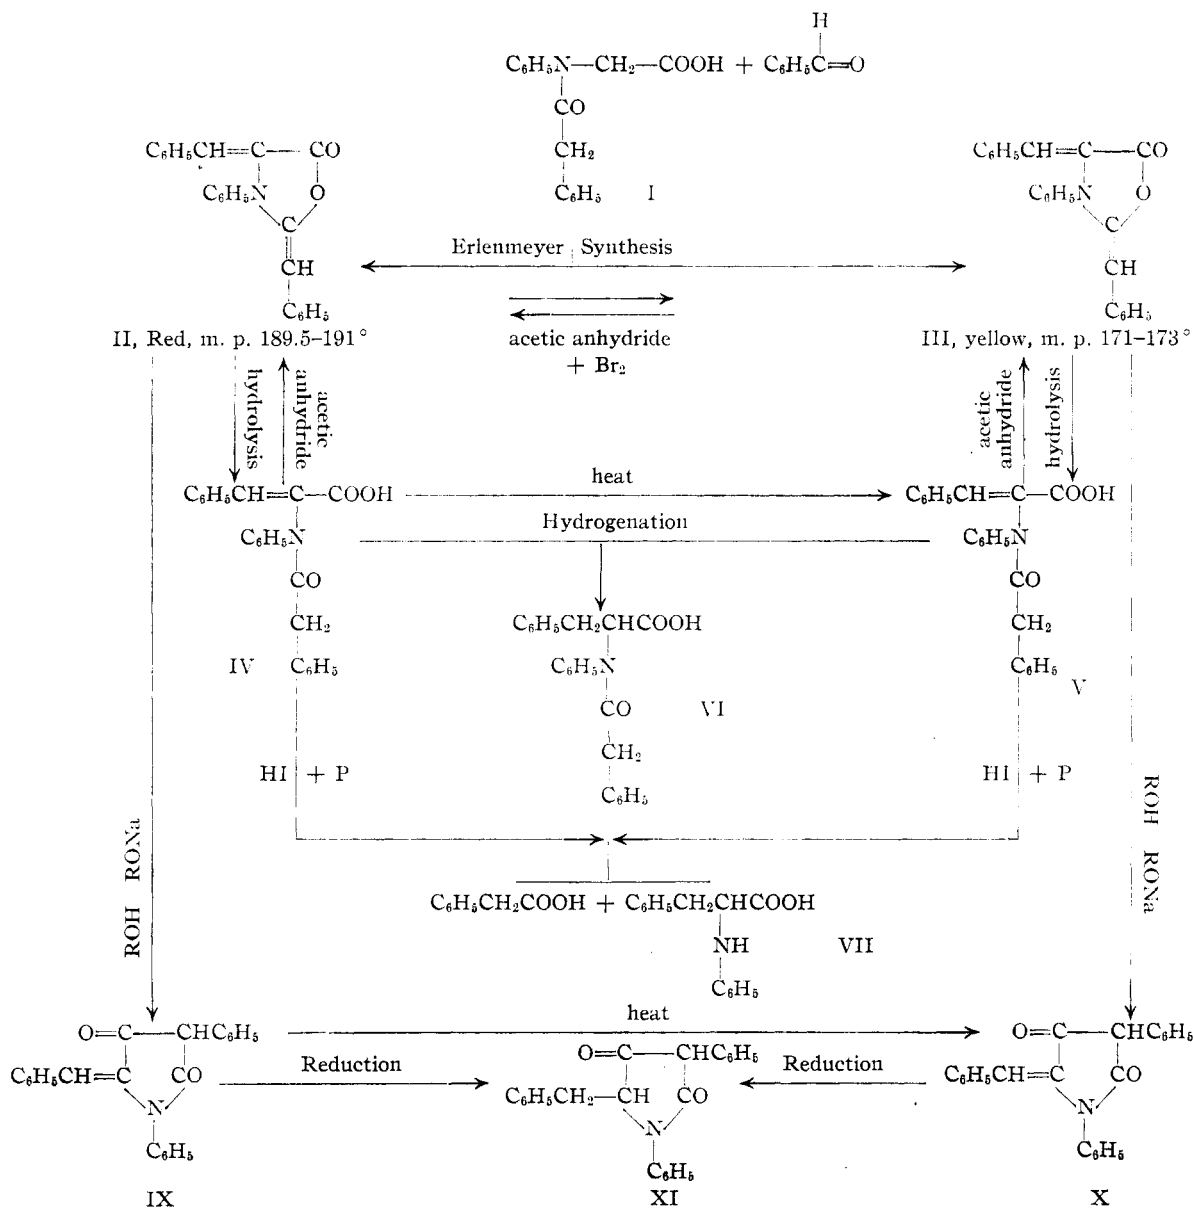 H
C₆H₅N—CH₂—COOH + C₆H₅C=O
CO
CH₂
C₆H₅ I
C₆H₅CH=C—CO
C₆H₅N O
C
CH
C₆H₅
II, Red, m. p. 189.5–191°
Erlenmeyer Synthesis
acetic anhydride
+ Br₂
C₆H₅CH=C—CO
C₆H₅N O
C
CH
C₆H₅
III, yellow, m. p. 171–173°
hydrolysis
acetic
anhydride
acetic
anhydride
hydrolysis
C₆H₅CH=C—COOH
heat
C₆H₅CH=C—COOH
Hydrogenation
C₆H₅N
CO
CH₂
IV C₆H₅
C₆H₅N
CO
CH₂
C₆H₅ V
C₆H₅CH₂CHCOOH
C₆H₅N
CO VI
CH₂
C₆H₅
HI + P
HI + P
ROH RONa
ROH RONa
C₆H₅CH₂COOH + C₆H₅CH₂CHCOOH
NH VII
C₆H₅
heat
O=C—CHC₆H₅
C₆H₅CH=C CO
N
C₆H₅
IX
Reduction
O=C—CHC₆H₅
C₆H₅CH₂—CH CO
N
C₆H₅
XI
Reduction
O=C—CHC₆H₅
C₆H₅CH=C CO
N
C₆H₅
X